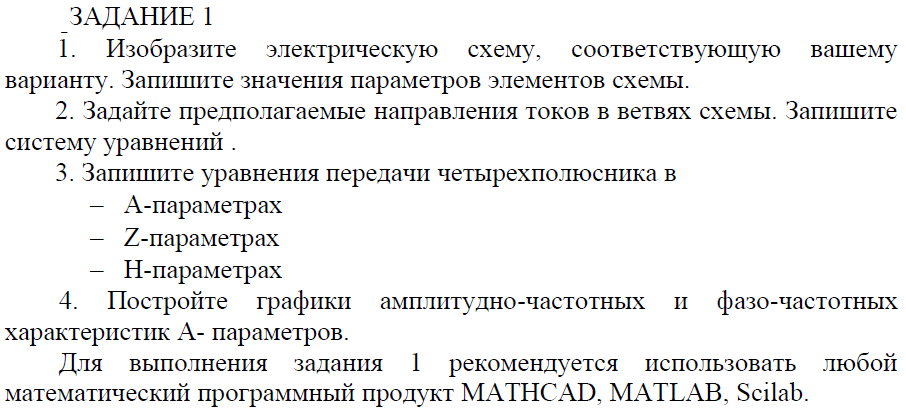 ЗАДАНИЕ 1
1. Изобразите электрическую схему, соответствующую вашему
варианту. Запишите значения параметров элементов схемы.
2. Задайте предполагаемые направления токов в ветвях схемы. Запишите
систему уравнений .
3. Запишите уравнения передачи четырехполюсника в
– А-параметрах
– Z-параметрах
– H-параметрах
4. Постройте графики амплитудно-частотных и фазо-частотных
характеристик А- параметров.
Для выполнения задания 1 рекомендуется использовать любой
математический программный продукт MATHCAD, MATLAB, Scilab.